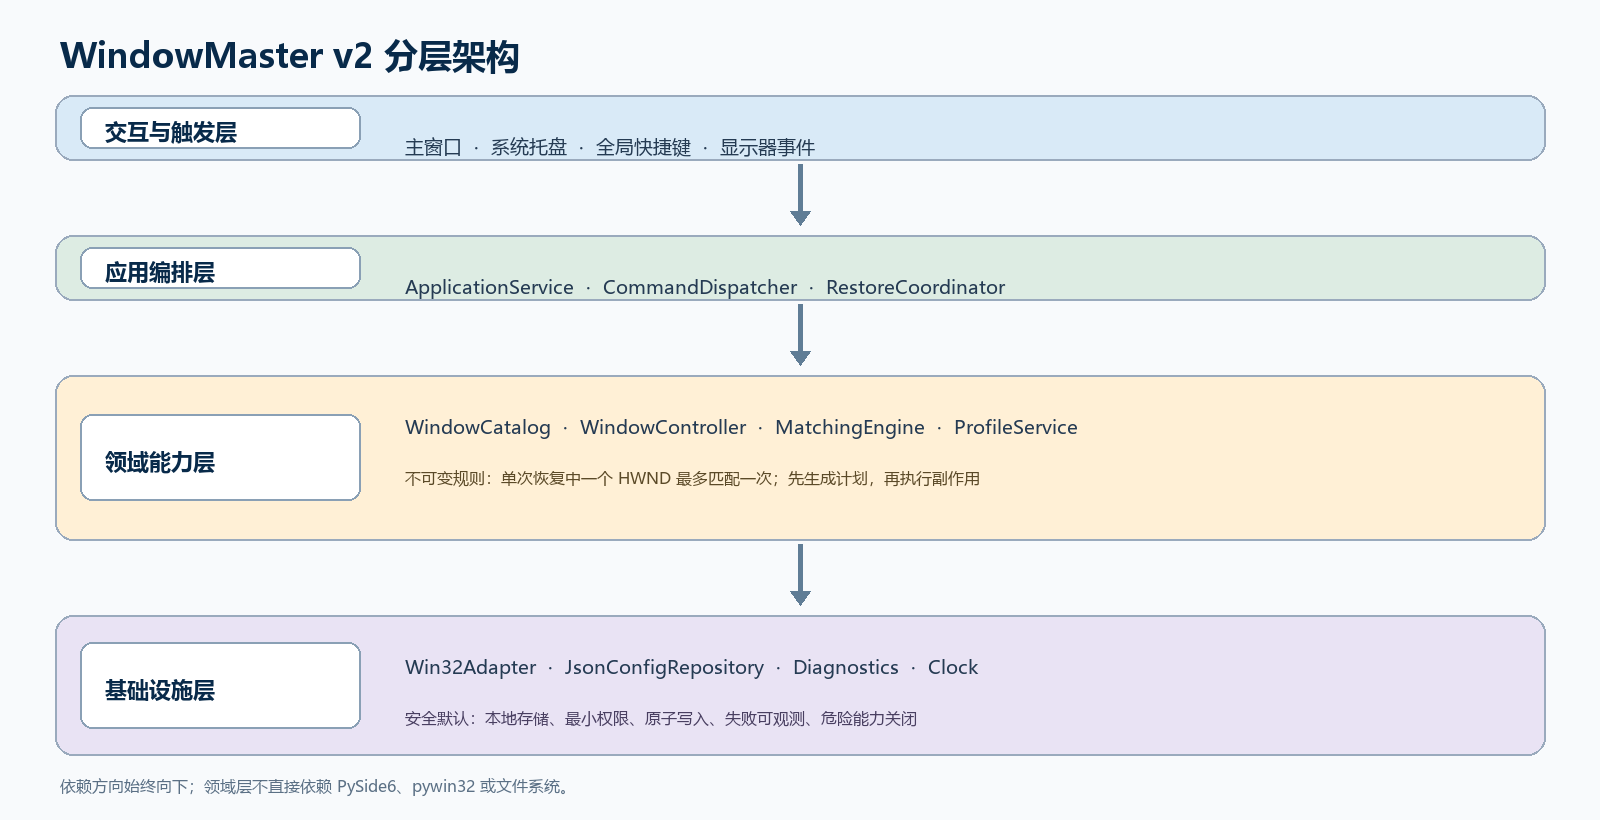 WindowMaster v2 分层架构
交互与触发层
主窗口 · 系统托盘 · 全局快捷键 · 显示器事件
应用编排层
ApplicationService · CommandDispatcher · RestoreCoordinator
领域能力层
WindowCatalog · WindowController · MatchingEngine · ProfileService
不可变规则：单次恢复中一个 HWND 最多匹配一次；先生成计划，再执行副作用
基础设施层
Win32Adapter · JsonConfigRepository · Diagnostics · Clock
安全默认：本地存储、最小权限、原子写入、失败可观测、危险能力关闭
依赖方向始终向下；领域层不直接依赖 PySide6、pywin32 或文件系统。